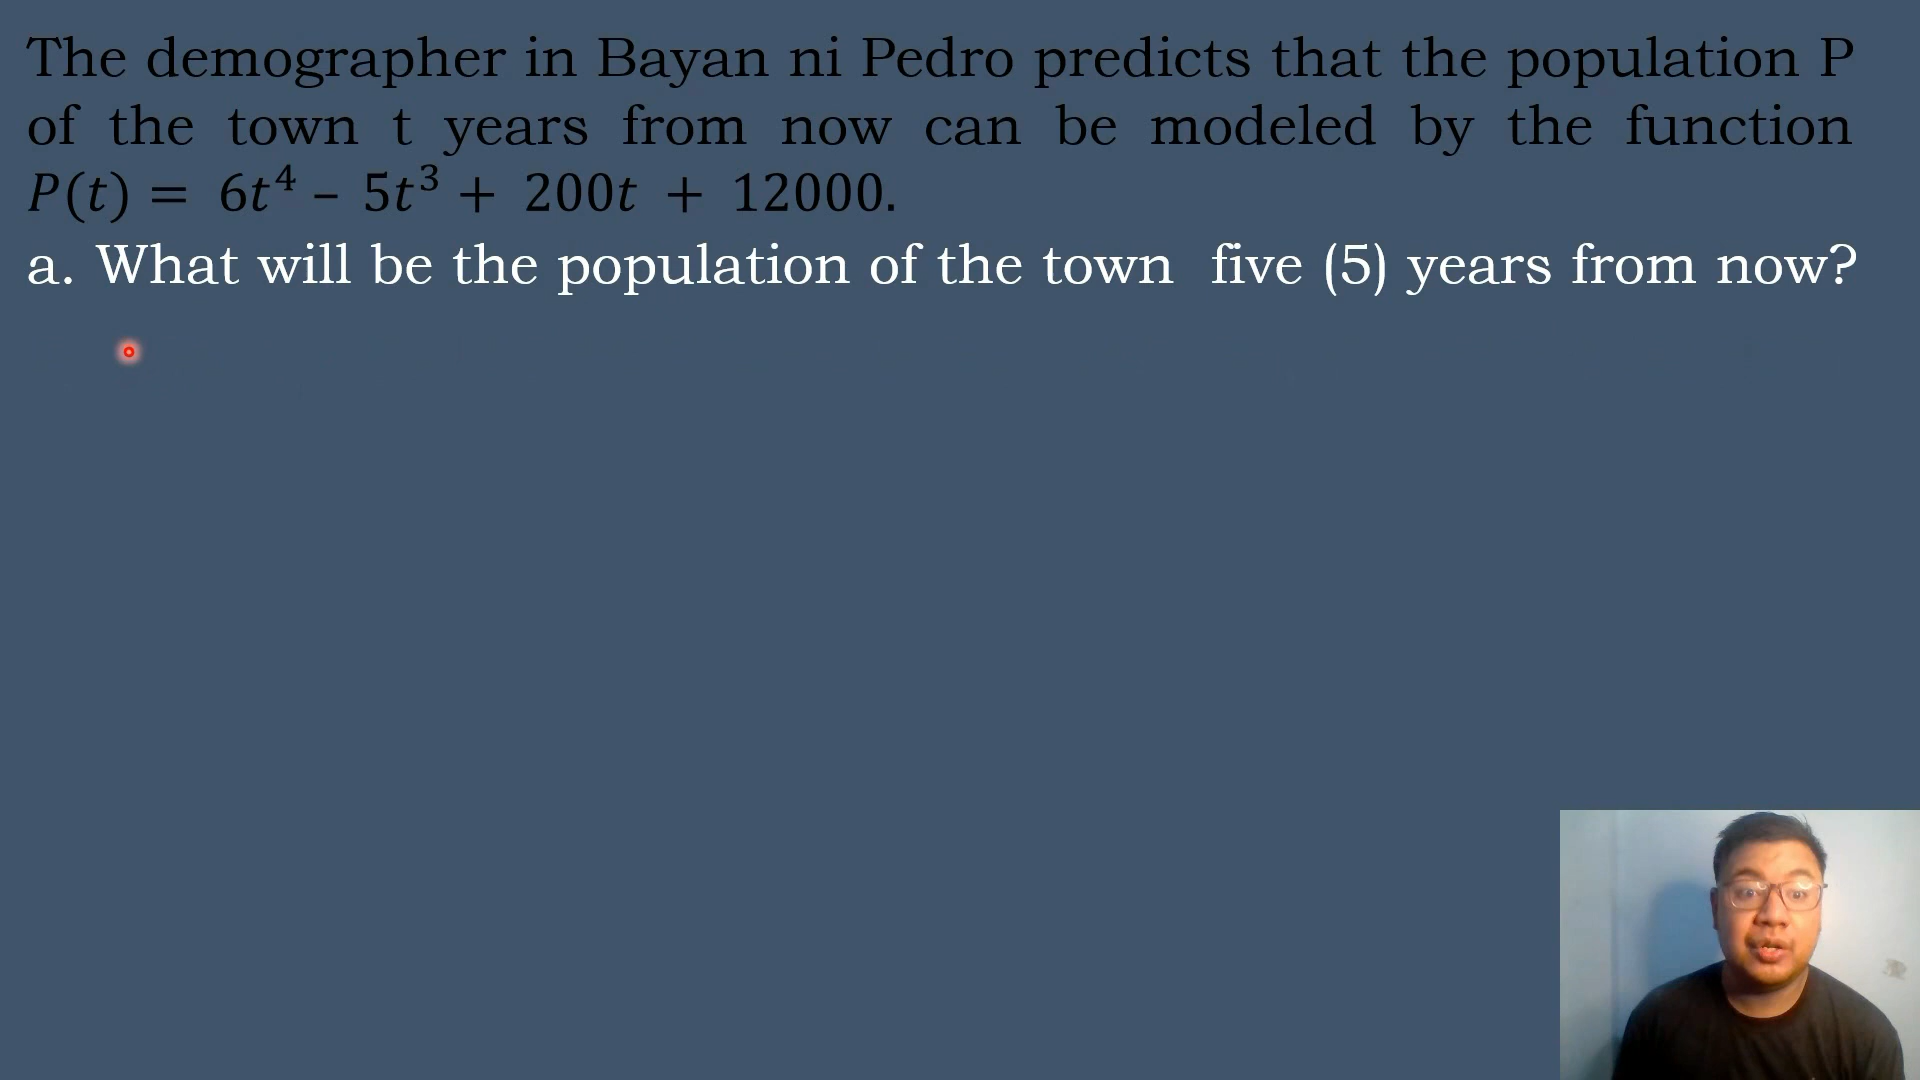 The demographer in Bayan ni Pedro predicts that the population P
of the town t years from now can be modeled by the function
P(t) = 6t⁴ – 5t³ + 200t + 12000.
a. What will be the population of the town five (5) years from now?